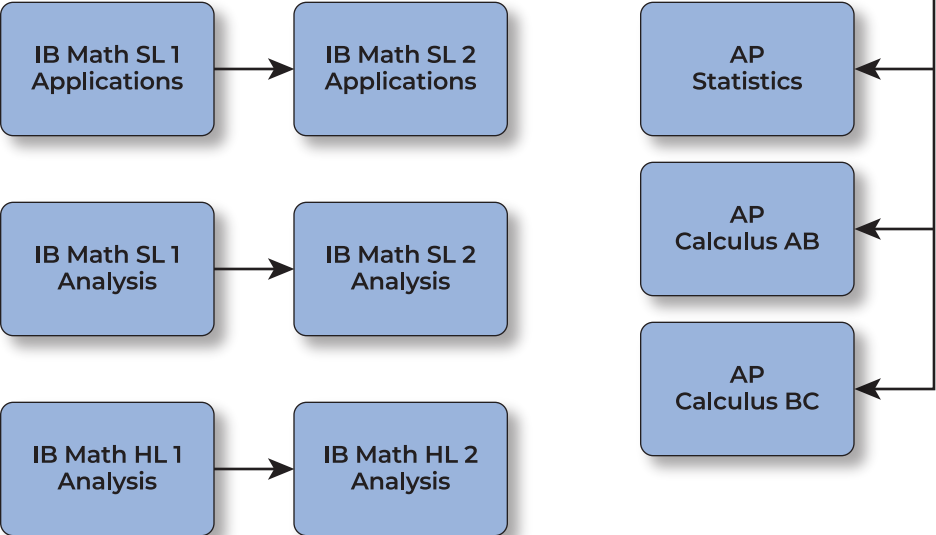 IB Math SL 1
Applications
IB Math SL 2
Applications
AP
Statistics
AP
Calculus AB
IB Math SL 1
Analysis
IB Math SL 2
Analysis
AP
Calculus BC
IB Math HL 1
Analysis
IB Math HL 2
Analysis